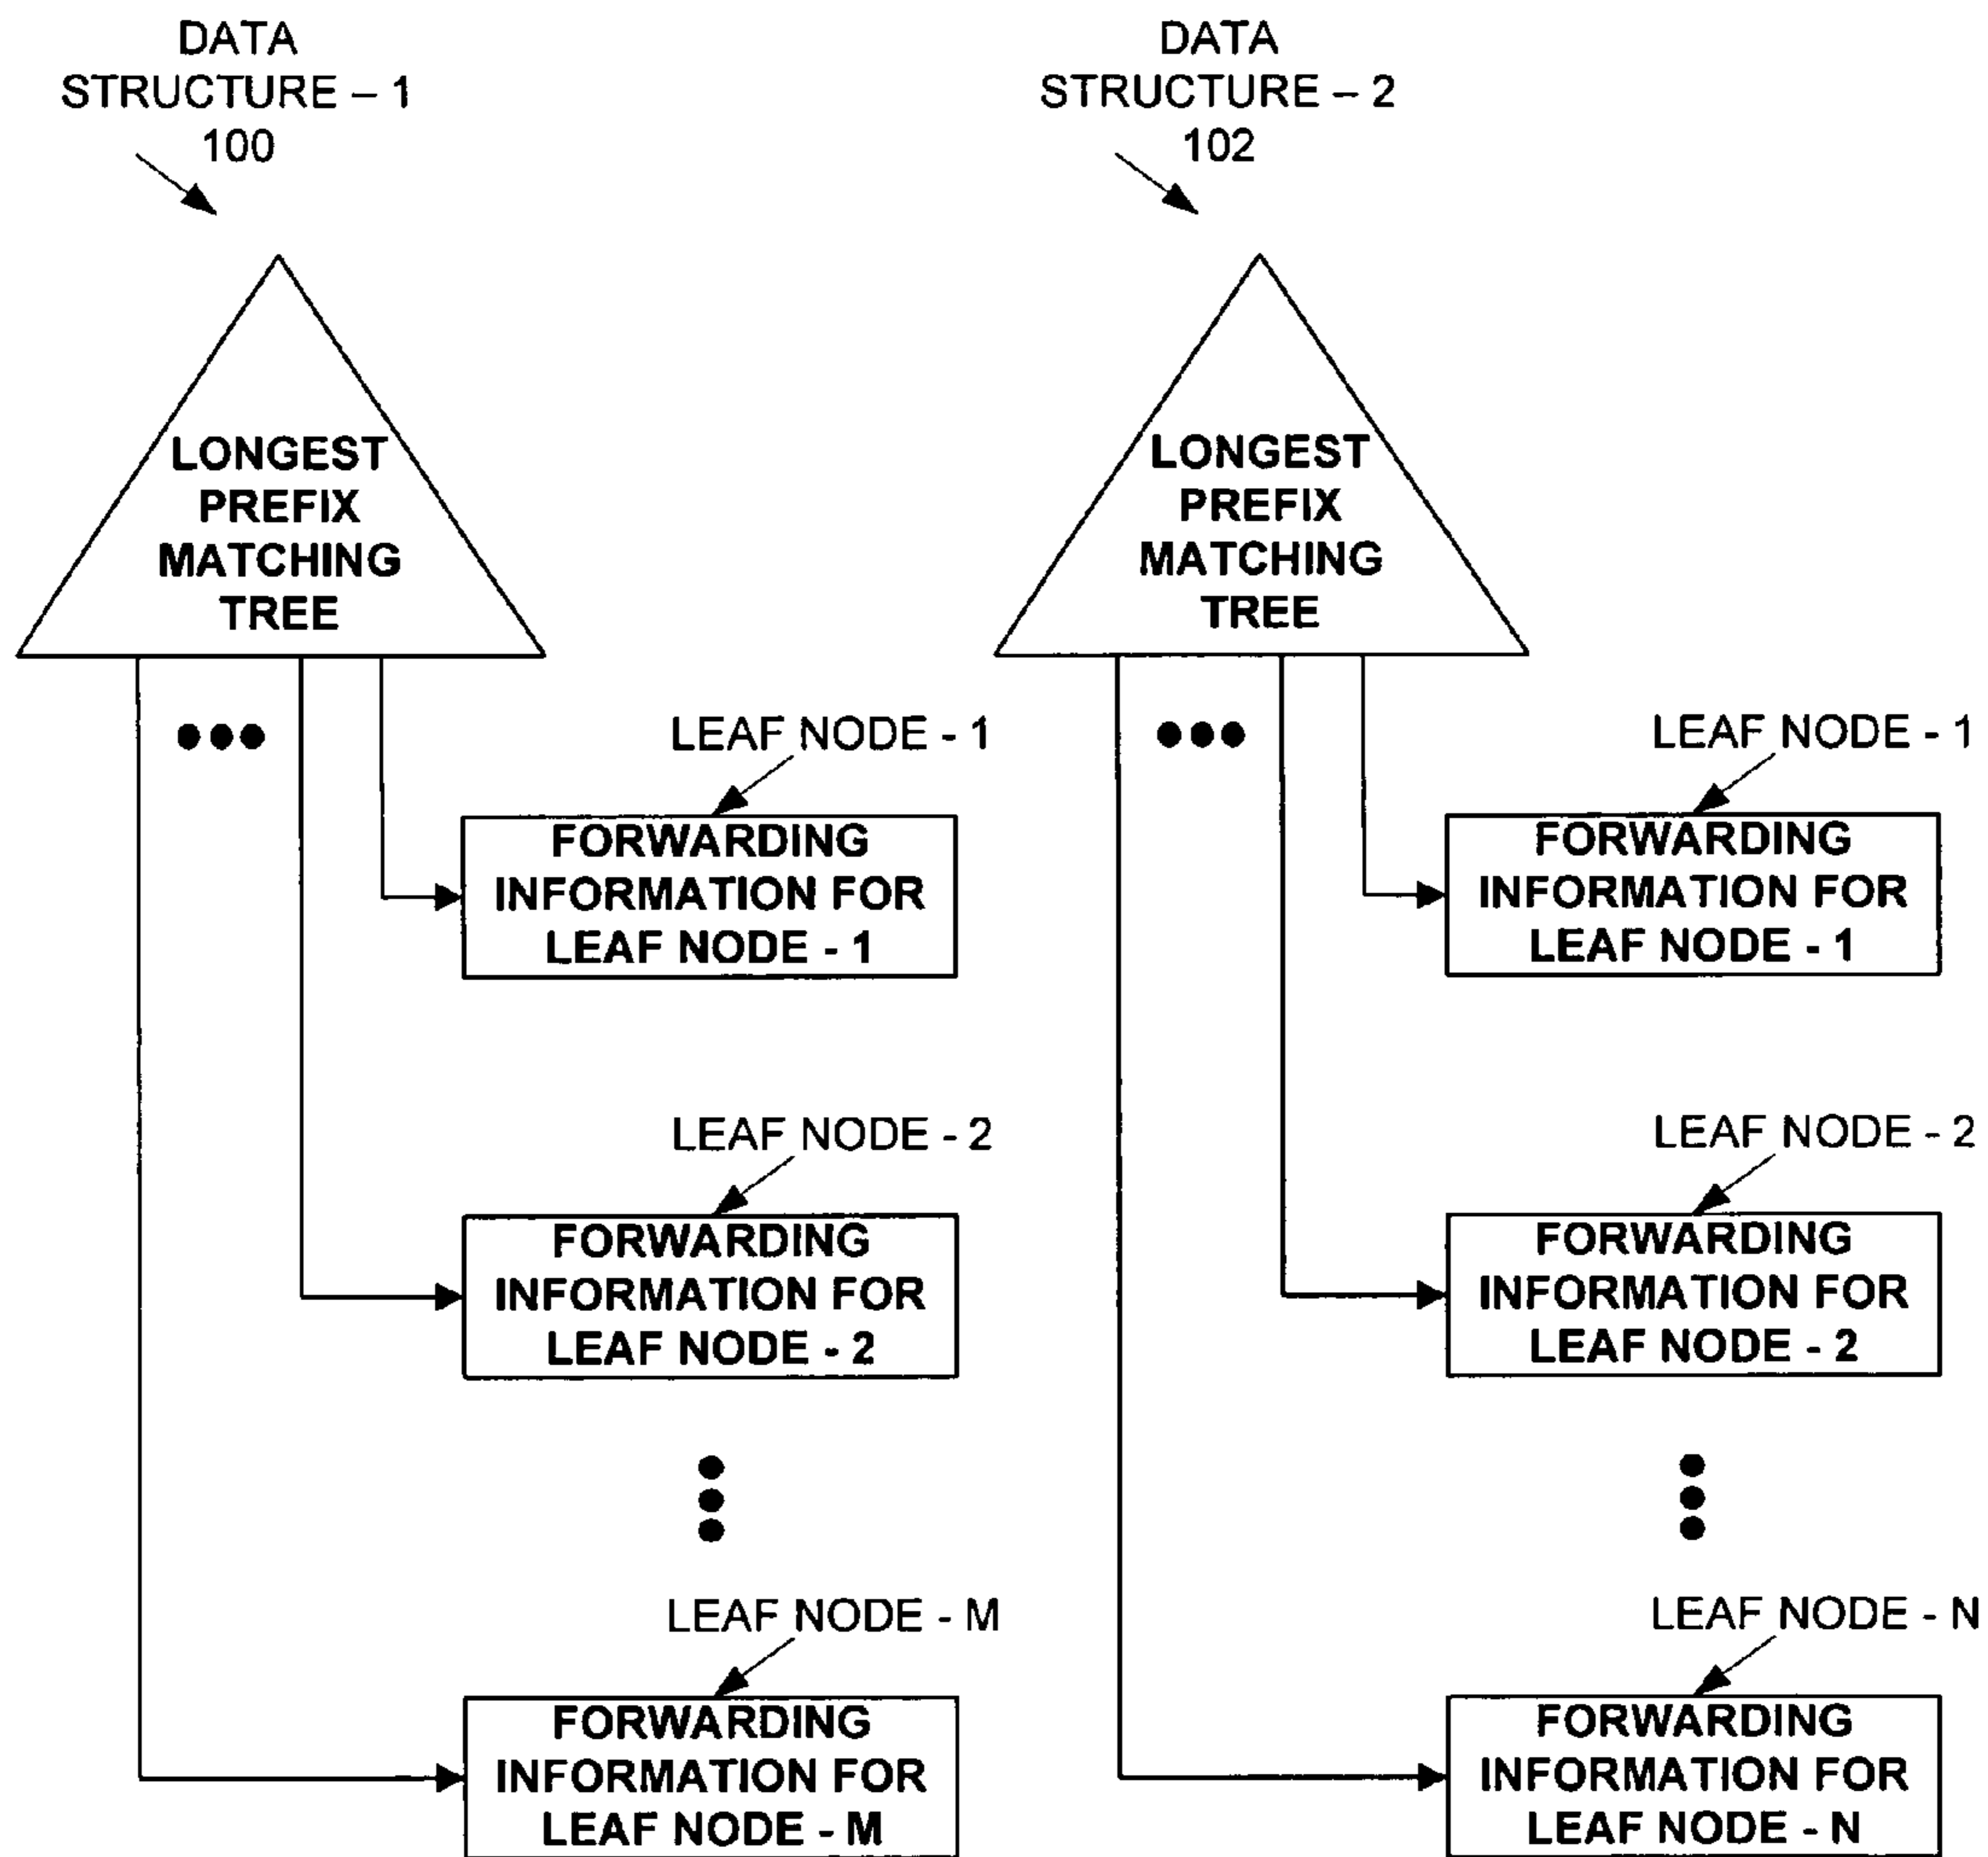 DATA
STRUCTURE – 1
100
LONGEST
PREFIX
MATCHING
TREE
LEAF NODE - 1
FORWARDING
INFORMATION FOR
LEAF NODE - 1
LEAF NODE - 2
FORWARDING
INFORMATION FOR
LEAF NODE - 2
LEAF NODE - M
FORWARDING
INFORMATION FOR
LEAF NODE - M
DATA
STRUCTURE – 2
102
LONGEST
PREFIX
MATCHING
TREE
LEAF NODE - 1
FORWARDING
INFORMATION FOR
LEAF NODE - 1
LEAF NODE - 2
FORWARDING
INFORMATION FOR
LEAF NODE - 2
LEAF NODE - N
FORWARDING
INFORMATION FOR
LEAF NODE - N